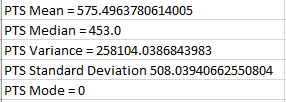 PTS Mean = 575.4963780614005
PTS Median = 453.0
PTS Variance = 258104.0386843983
PTS Standard Deviation 508.03940662550804
PTS Mode = 0